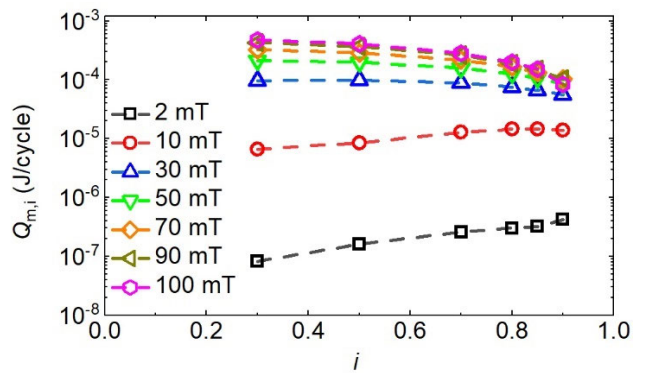 10⁻³
10⁻⁴
10⁻⁵
10⁻⁶
10⁻⁷
10⁻⁸
Qₘ,ᵢ (J/cycle)
2 mT
10 mT
30 mT
50 mT
70 mT
90 mT
100 mT
0.0 0.2 0.4 0.6 0.8 1.0
i